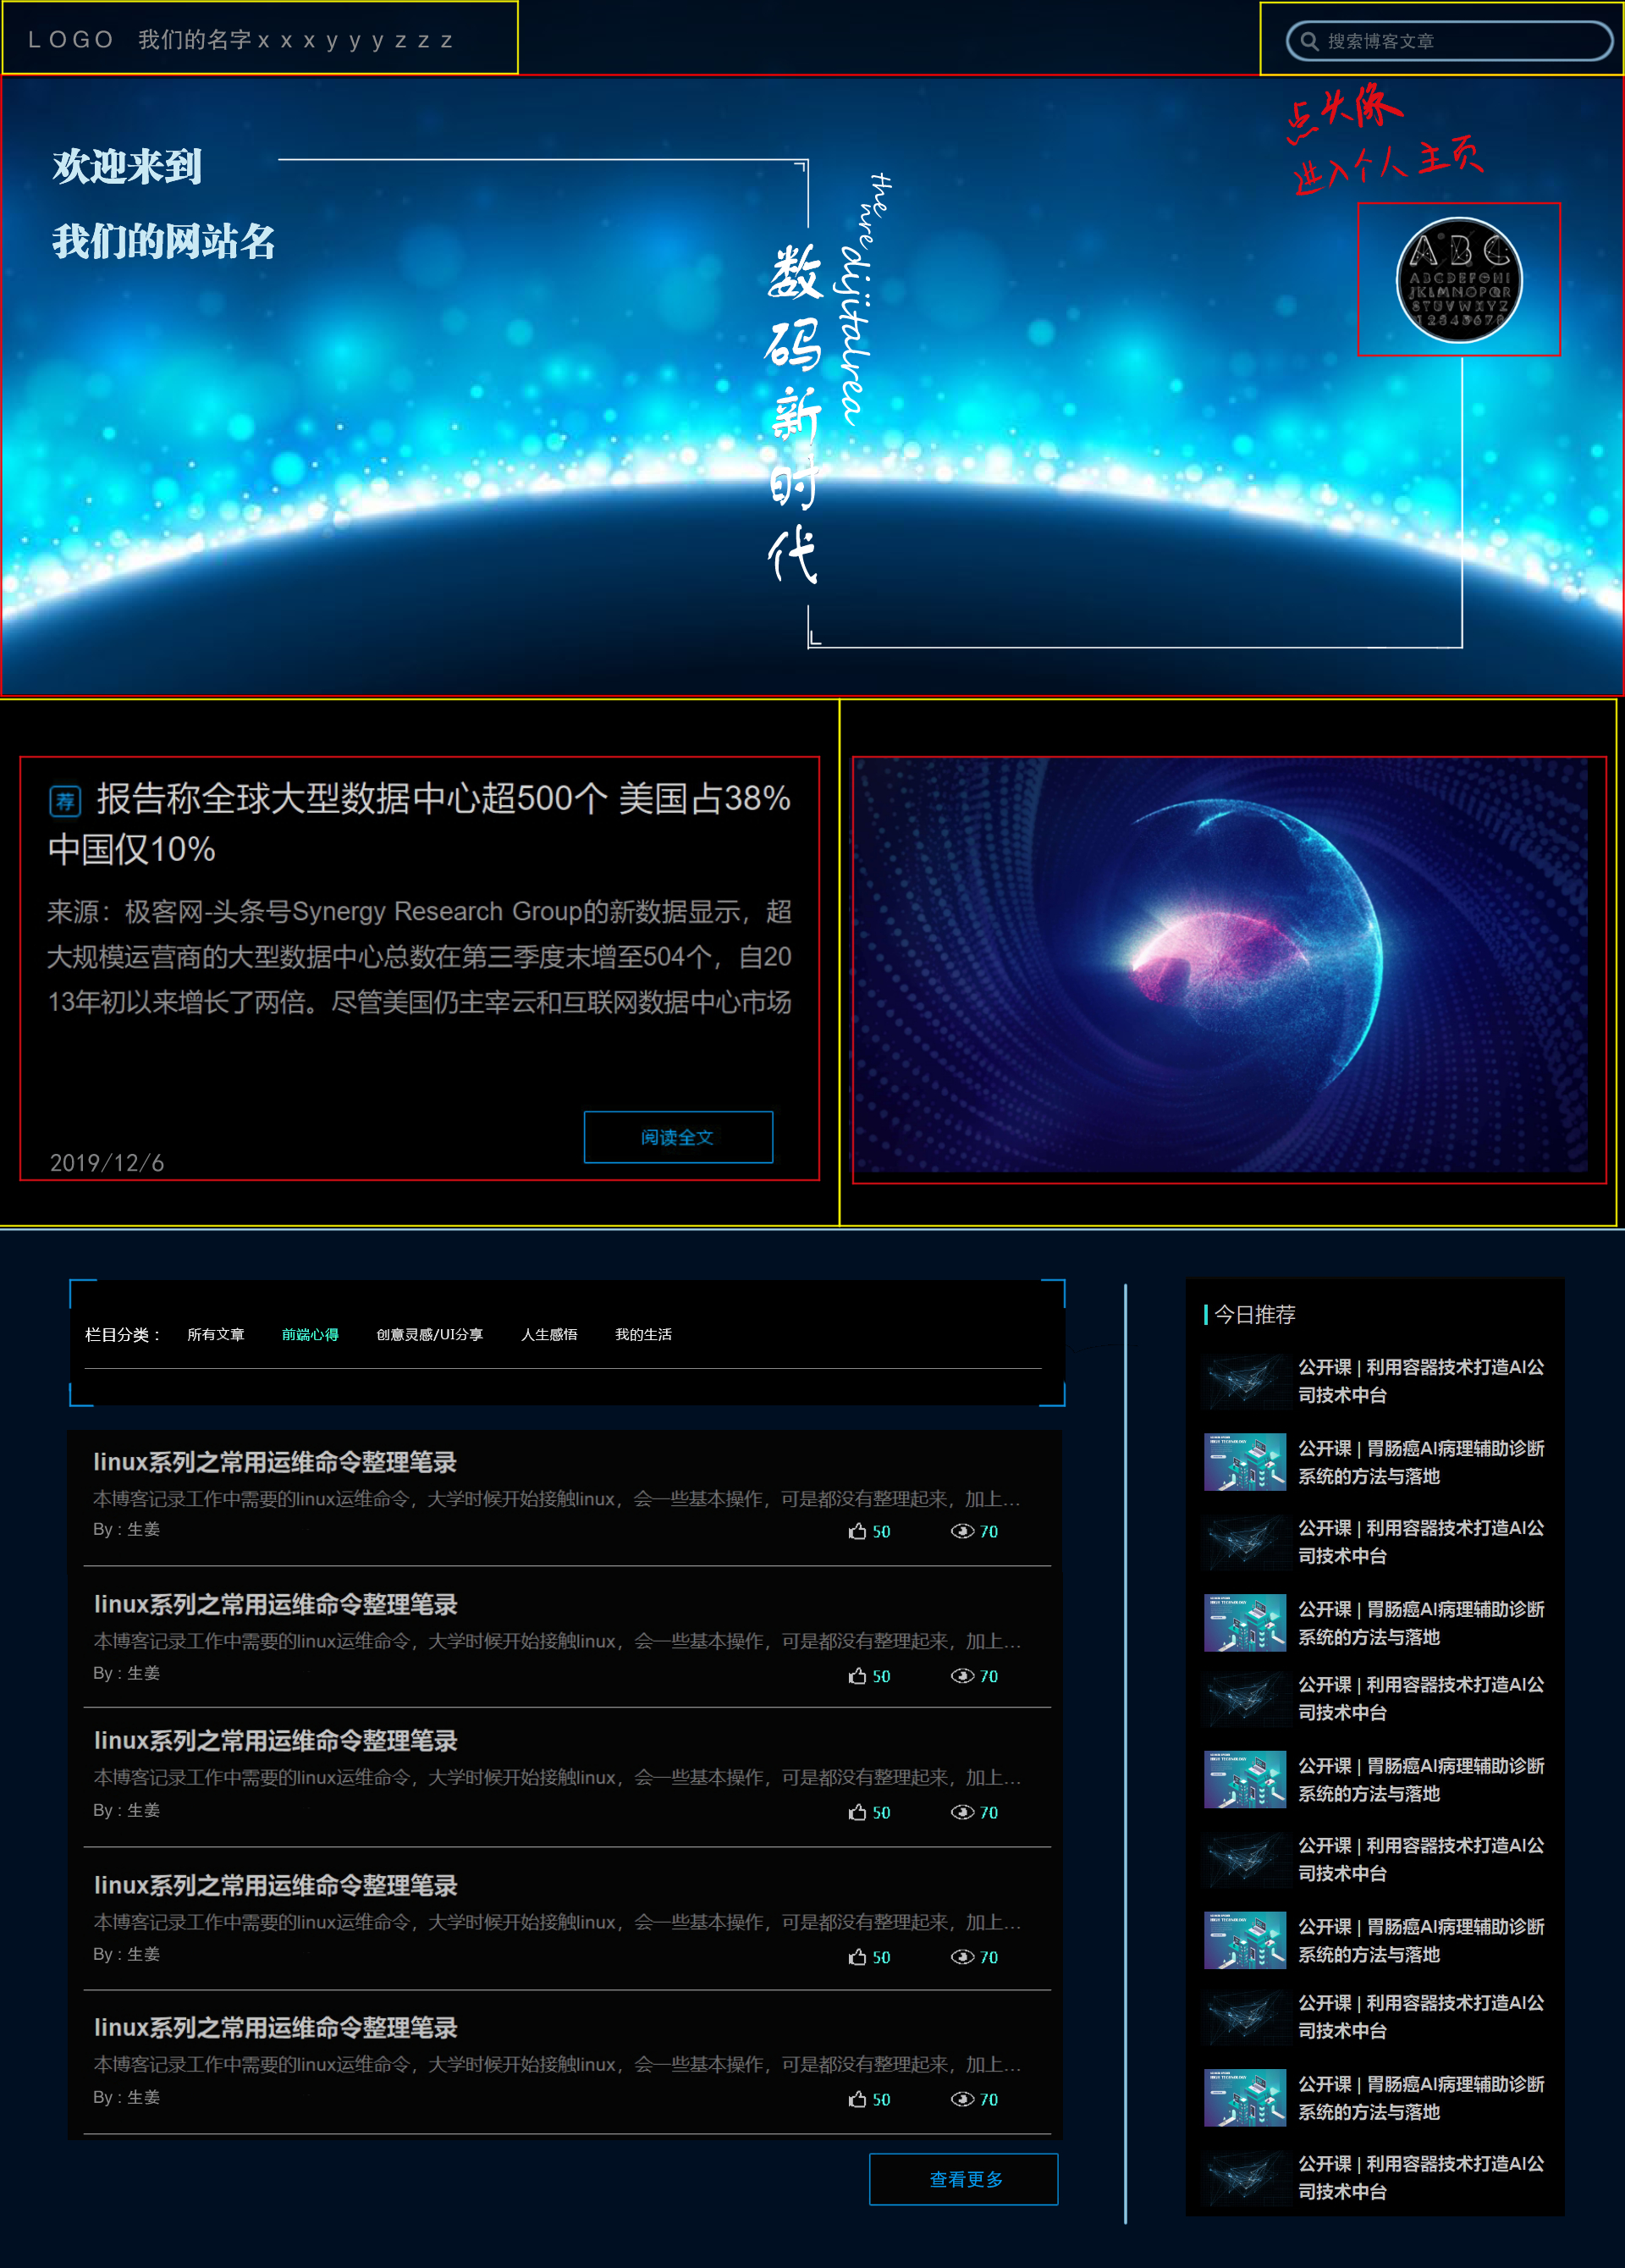 LOGO 我们的名字xxxyyyzzz
搜索博客文章
点头像
进入个人主页
欢迎来到
我们的网站名
数码新时代
the nre dijitalrea
ABC
ABCDEFGHI
JKLMNOPQR
STUVWXYZ
荐 报告称全球大型数据中心超500个 美国占38%
中国仅10%
来源：极客网-头条号Synergy Research Group的新数据显示，超
大规模运营商的大型数据中心总数在第三季度末增至504个，自20
13年初以来增长了两倍。尽管美国仍主宰云和互联网数据中心市场
阅读全文
2019/12/6
栏目分类： 所有文章 前端心得 创意灵感/UI分享 人生感悟 我的生活
linux系列之常用运维命令整理笔录
本博客记录工作中需要的linux运维命令，大学时候开始接触linux，会一些基本操作，可是都没有整理起来，加上...
By : 生姜 50 70
linux系列之常用运维命令整理笔录
本博客记录工作中需要的linux运维命令，大学时候开始接触linux，会一些基本操作，可是都没有整理起来，加上...
By : 生姜 50 70
linux系列之常用运维命令整理笔录
本博客记录工作中需要的linux运维命令，大学时候开始接触linux，会一些基本操作，可是都没有整理起来，加上...
By : 生姜 50 70
linux系列之常用运维命令整理笔录
本博客记录工作中需要的linux运维命令，大学时候开始接触linux，会一些基本操作，可是都没有整理起来，加上...
By : 生姜 50 70
linux系列之常用运维命令整理笔录
本博客记录工作中需要的linux运维命令，大学时候开始接触linux，会一些基本操作，可是都没有整理起来，加上...
By : 生姜 50 70
查看更多
今日推荐
公开课 | 利用容器技术打造AI公
司技术中台
公开课 | 胃肠癌AI病理辅助诊断
系统的方法与落地
公开课 | 利用容器技术打造AI公
司技术中台
公开课 | 胃肠癌AI病理辅助诊断
系统的方法与落地
公开课 | 利用容器技术打造AI公
司技术中台
公开课 | 胃肠癌AI病理辅助诊断
系统的方法与落地
公开课 | 利用容器技术打造AI公
司技术中台
公开课 | 胃肠癌AI病理辅助诊断
系统的方法与落地
公开课 | 利用容器技术打造AI公
司技术中台
公开课 | 胃肠癌AI病理辅助诊断
系统的方法与落地
公开课 | 利用容器技术打造AI公
司技术中台